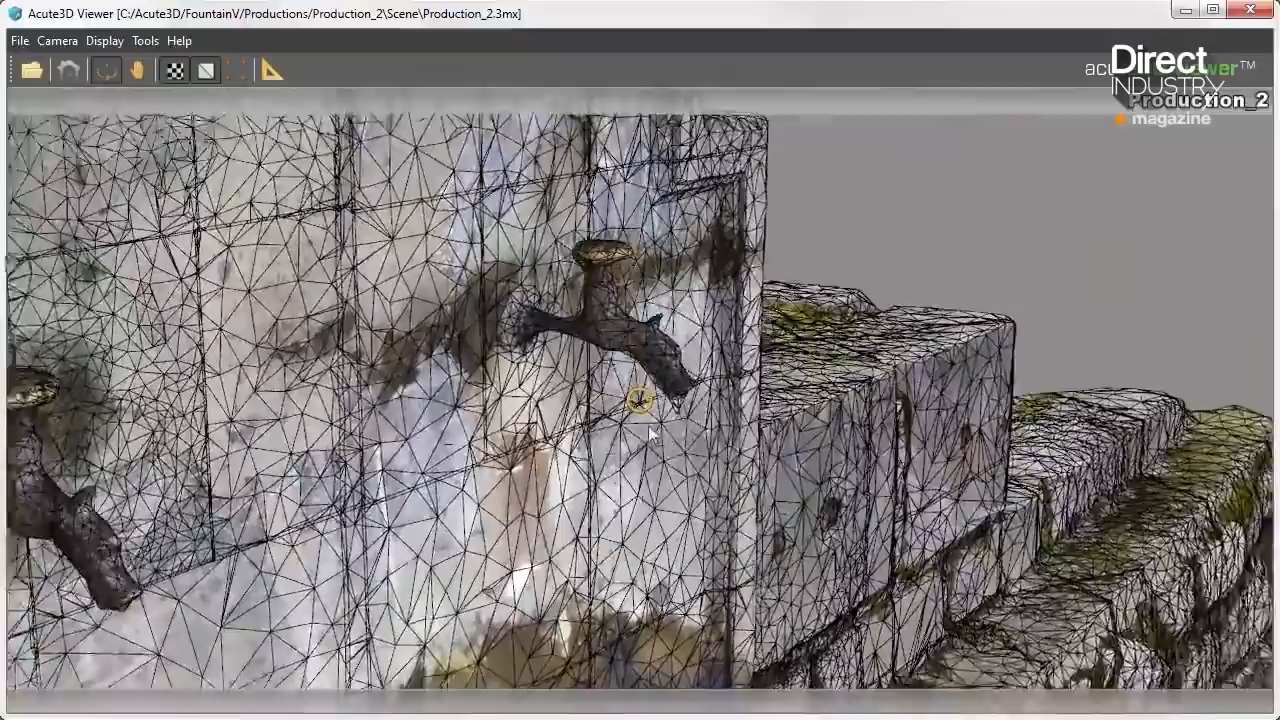 Acute3D Viewer [C:/Acute3D/FountainV/Productions/Production_2\Scene\Production_2.3mx]
File Camera Display Tools Help
Direct
INDUSTRY
magazine
Production_2